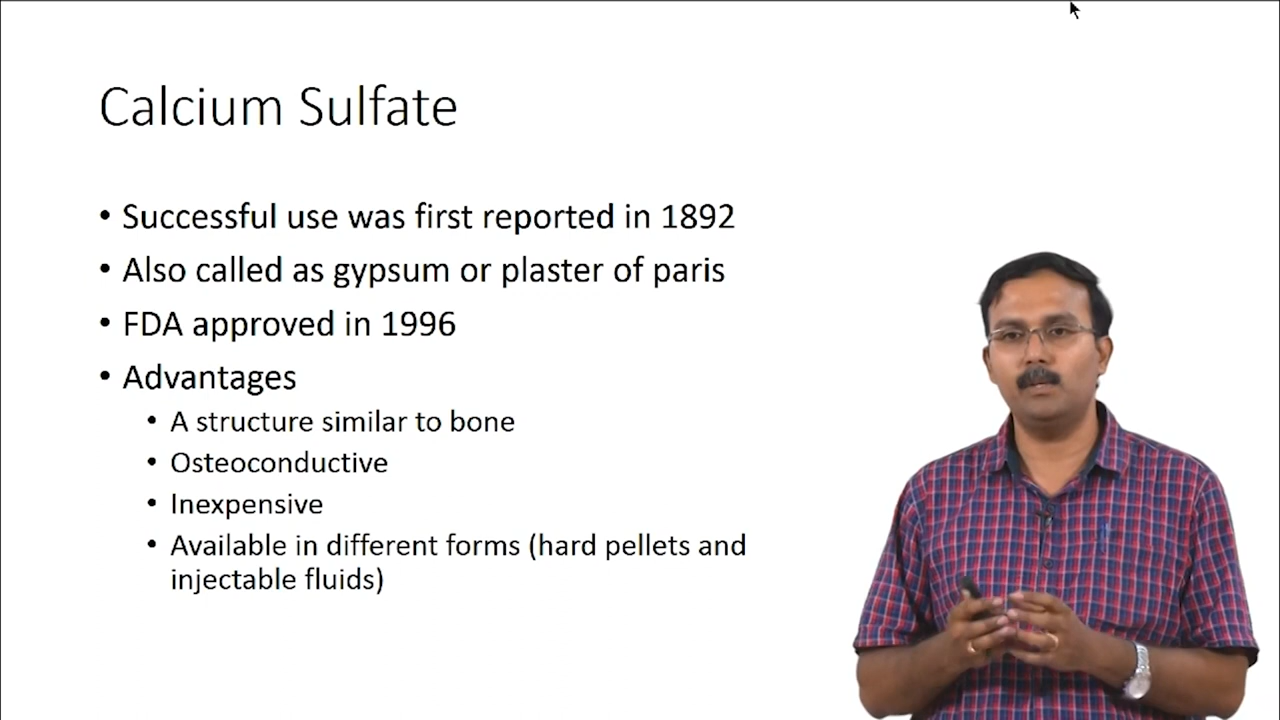 Calcium Sulfate
• Successful use was first reported in 1892
• Also called as gypsum or plaster of paris
• FDA approved in 1996
• Advantages
• A structure similar to bone
• Osteoconductive
• Inexpensive
• Available in different forms (hard pellets and
injectable fluids)